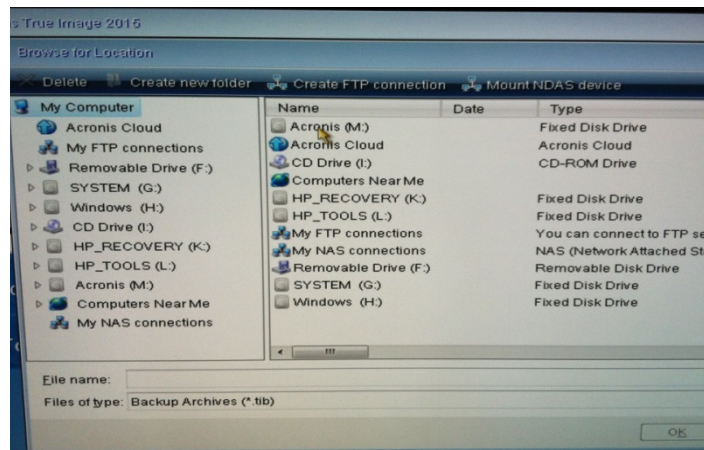 s True Image 2015
Browse for Location
Delete Create new folder Create FTP connection Mount NDAS device
My Computer
Acronis Cloud
My FTP connections
Removable Drive (F:)
SYSTEM (G:)
Windows (H:)
CD Drive (I:)
HP_RECOVERY (K:)
HP_TOOLS (L:)
Acronis (M:)
Computers Near Me
My NAS connections
Name Date Type
Acronis (M:) Fixed Disk Drive
Acronis Cloud Acronis Cloud
CD Drive (I:) CD-ROM Drive
Computers Near Me
HP_RECOVERY (K:) Fixed Disk Drive
HP_TOOLS (L:) Fixed Disk Drive
My FTP connections You can connect to FTP se
My NAS connections NAS (Network Attached St
Removable Drive (F:) Removable Disk Drive
SYSTEM (G:) Fixed Disk Drive
Windows (H:) Fixed Disk Drive
File name:
Files of type: Backup Archives (*.tib)
OK